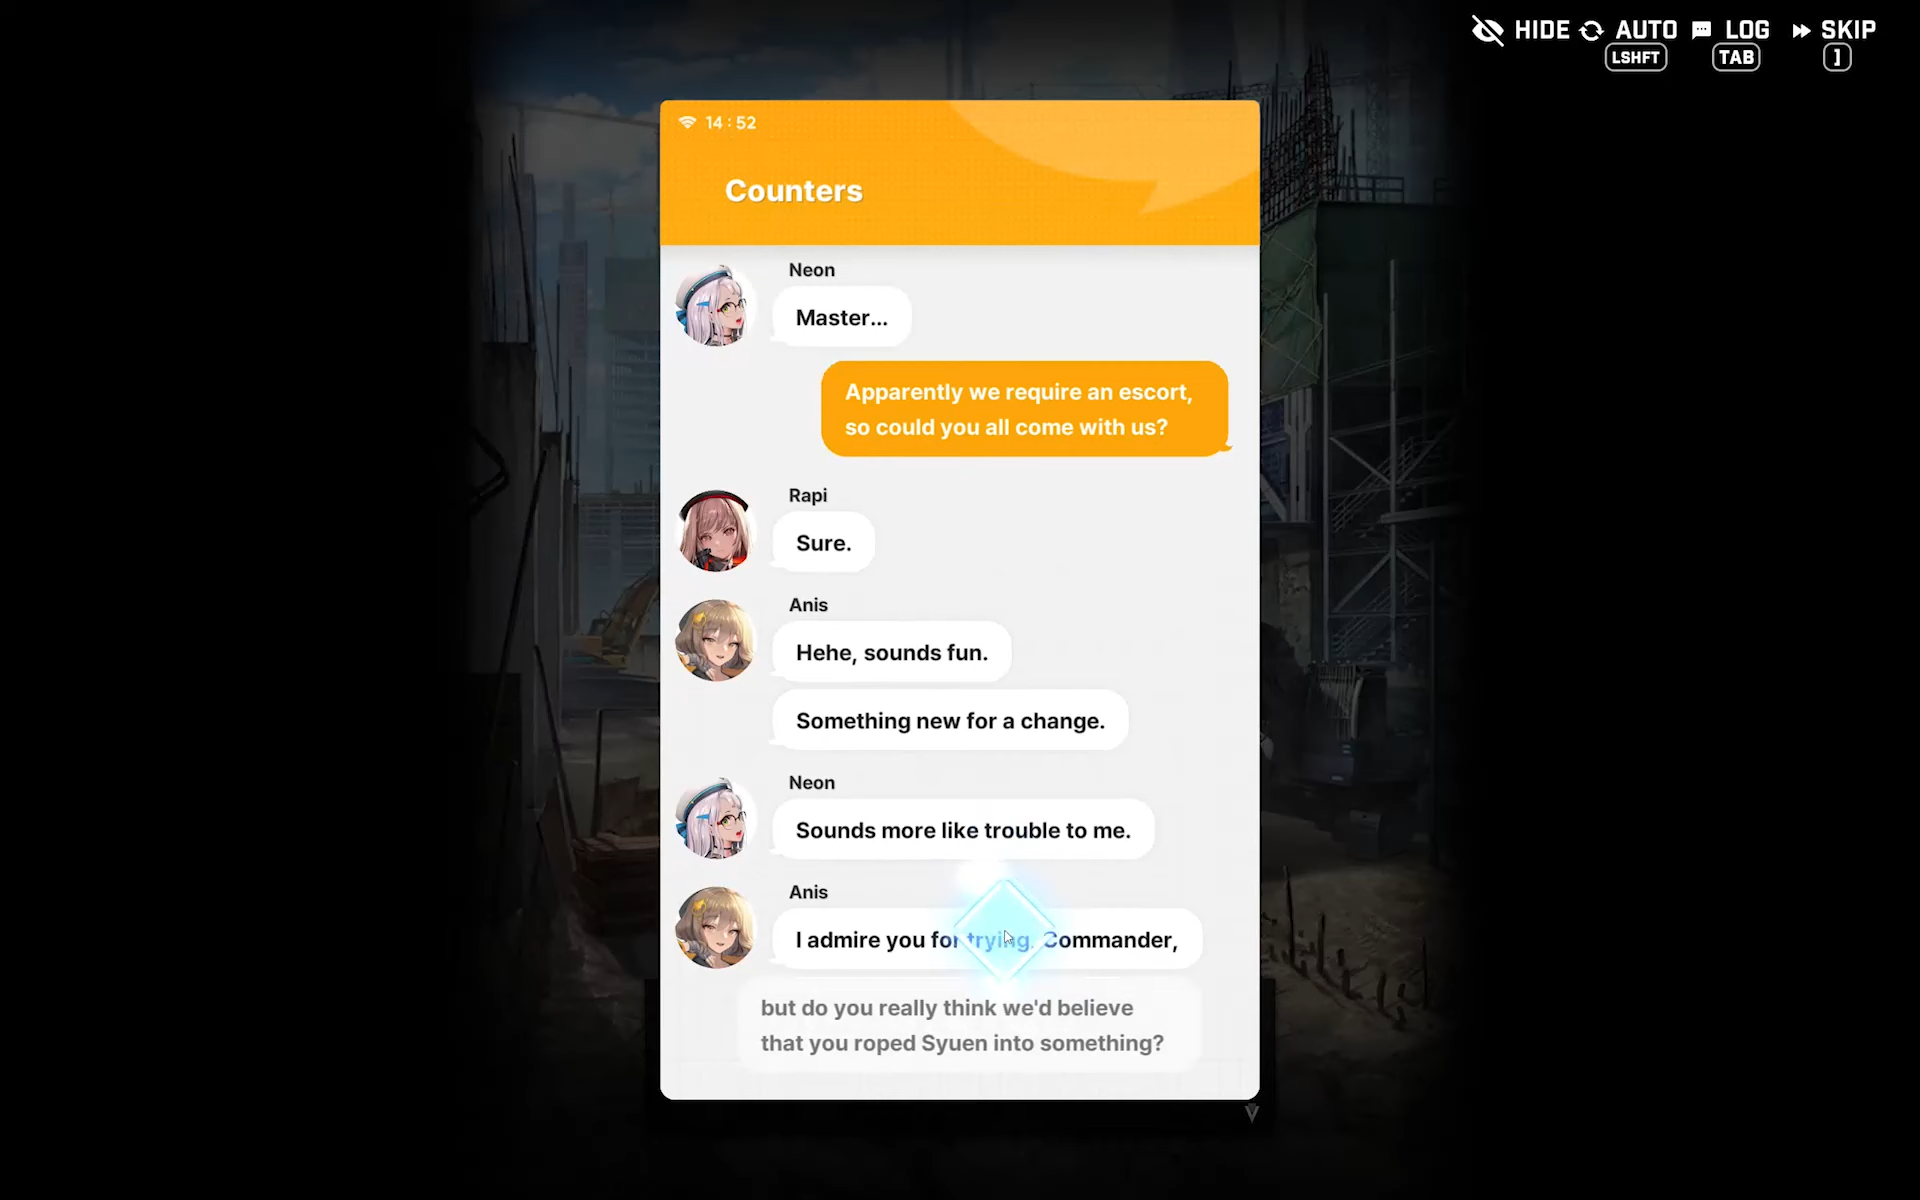 HIDE AUTO LOG SKIP
LSHFT TAB ]
14:52
Counters
Neon
Master...
Apparently we require an escort,
so could you all come with us?
Rapi
Sure.
Anis
Hehe, sounds fun.
Something new for a change.
Neon
Sounds more like trouble to me.
Anis
I admire you for trying, Commander,
but do you really think we'd believe
that you roped Syuen into something?